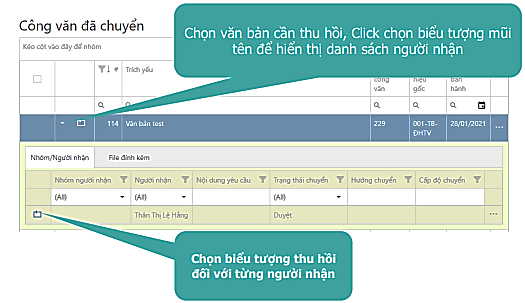 Công văn đã chuyển
Chọn văn bản cần thu hồi, Click chọn biểu tượng mũi
tên để hiển thị danh sách người nhận
Kéo cột vào đây để nhóm
# Trích yếu công văn hiệu gốc ban hành
114 Văn bản test 229 001-TB-ĐHTV 28/01/2021 ...
Nhóm/Người nhận File đính kèm
Nhóm người nhận Người nhận Nội dung yêu cầu Trạng thái chuyển Hướng chuyển Cấp độ chuyển
(All) (All) (All)
Thân Thị Lệ Hằng Duyệt ...
Chọn biểu tượng thu hồi
đối với từng người nhận